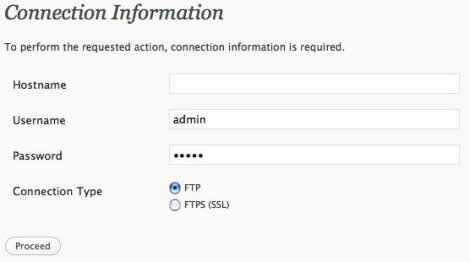 Connection Information
To perform the requested action, connection information is required.
Hostname
Username admin
Password •••••
Connection Type FTP
FTPS (SSL)
Proceed